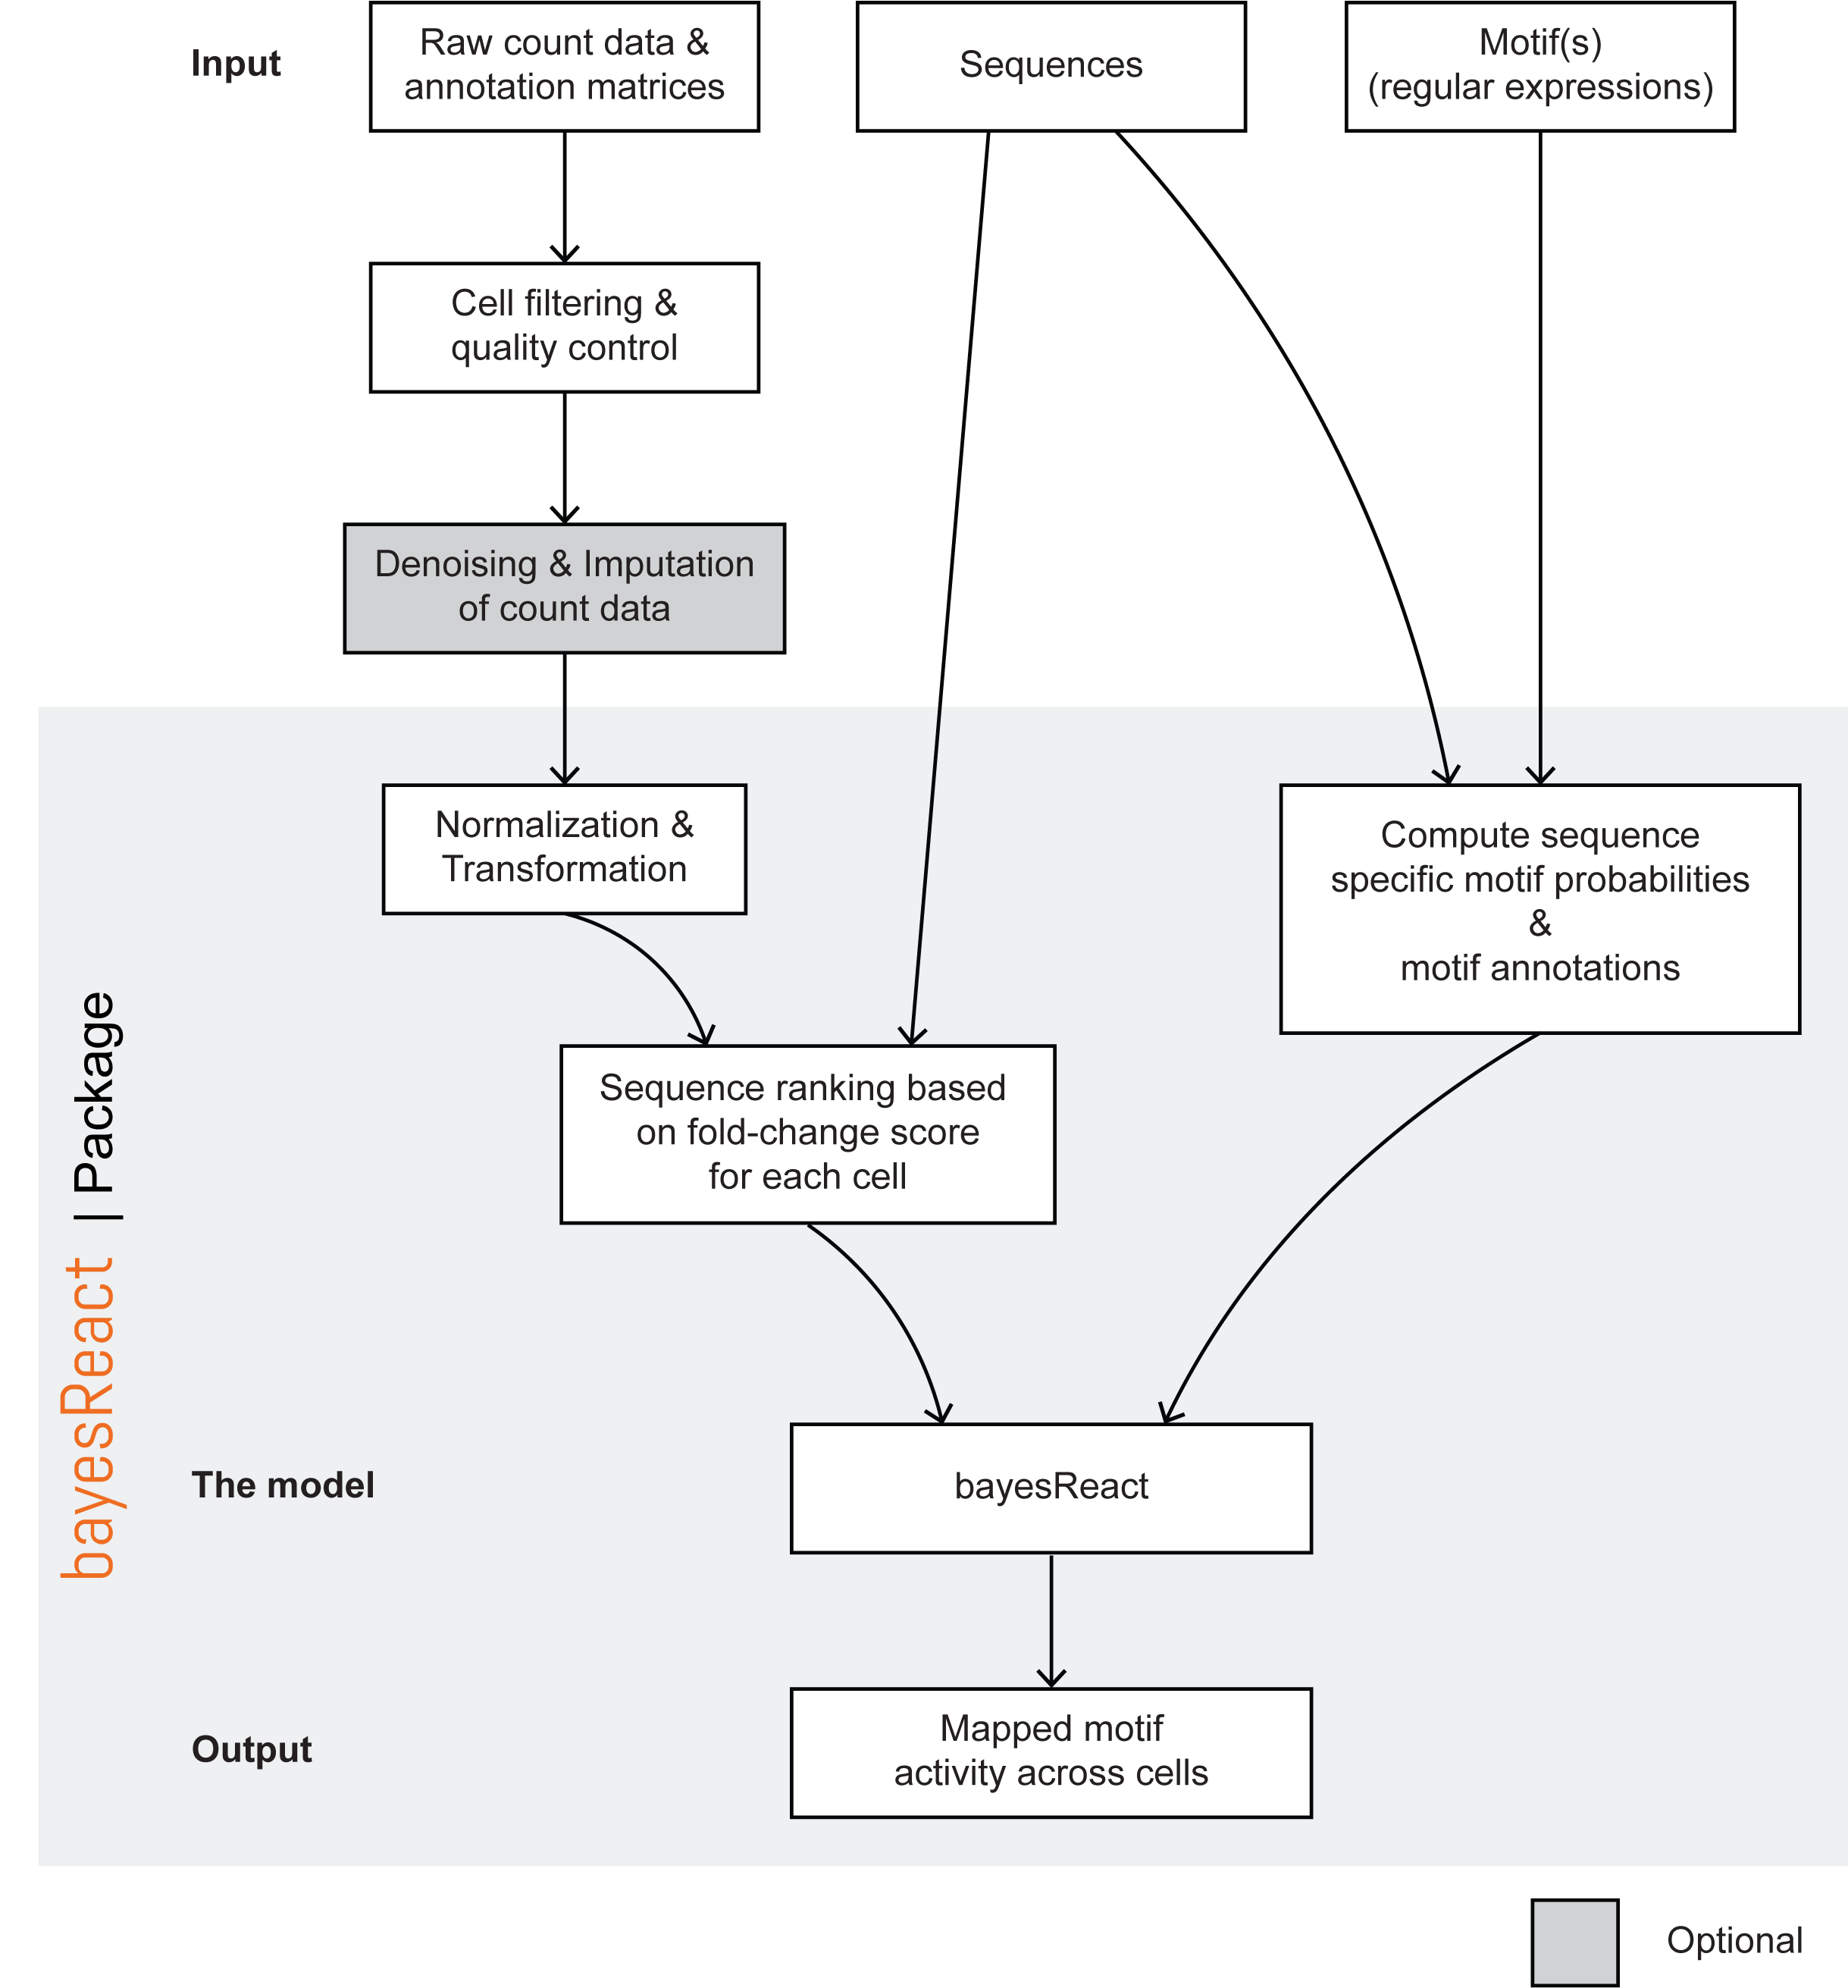 Input
Raw count data &
annotation matrices
Sequences
Motif(s)
(regular expressions)
Cell filtering &
quality control
Denoising & Imputation
of count data
Normalization &
Transformation
Compute sequence
specific motif probabilities
&
motif annotations
Sequence ranking based
on fold-change score
for each cell
bayesReact | Package
The model
bayesReact
Output
Mapped motif
activity across cells
Optional